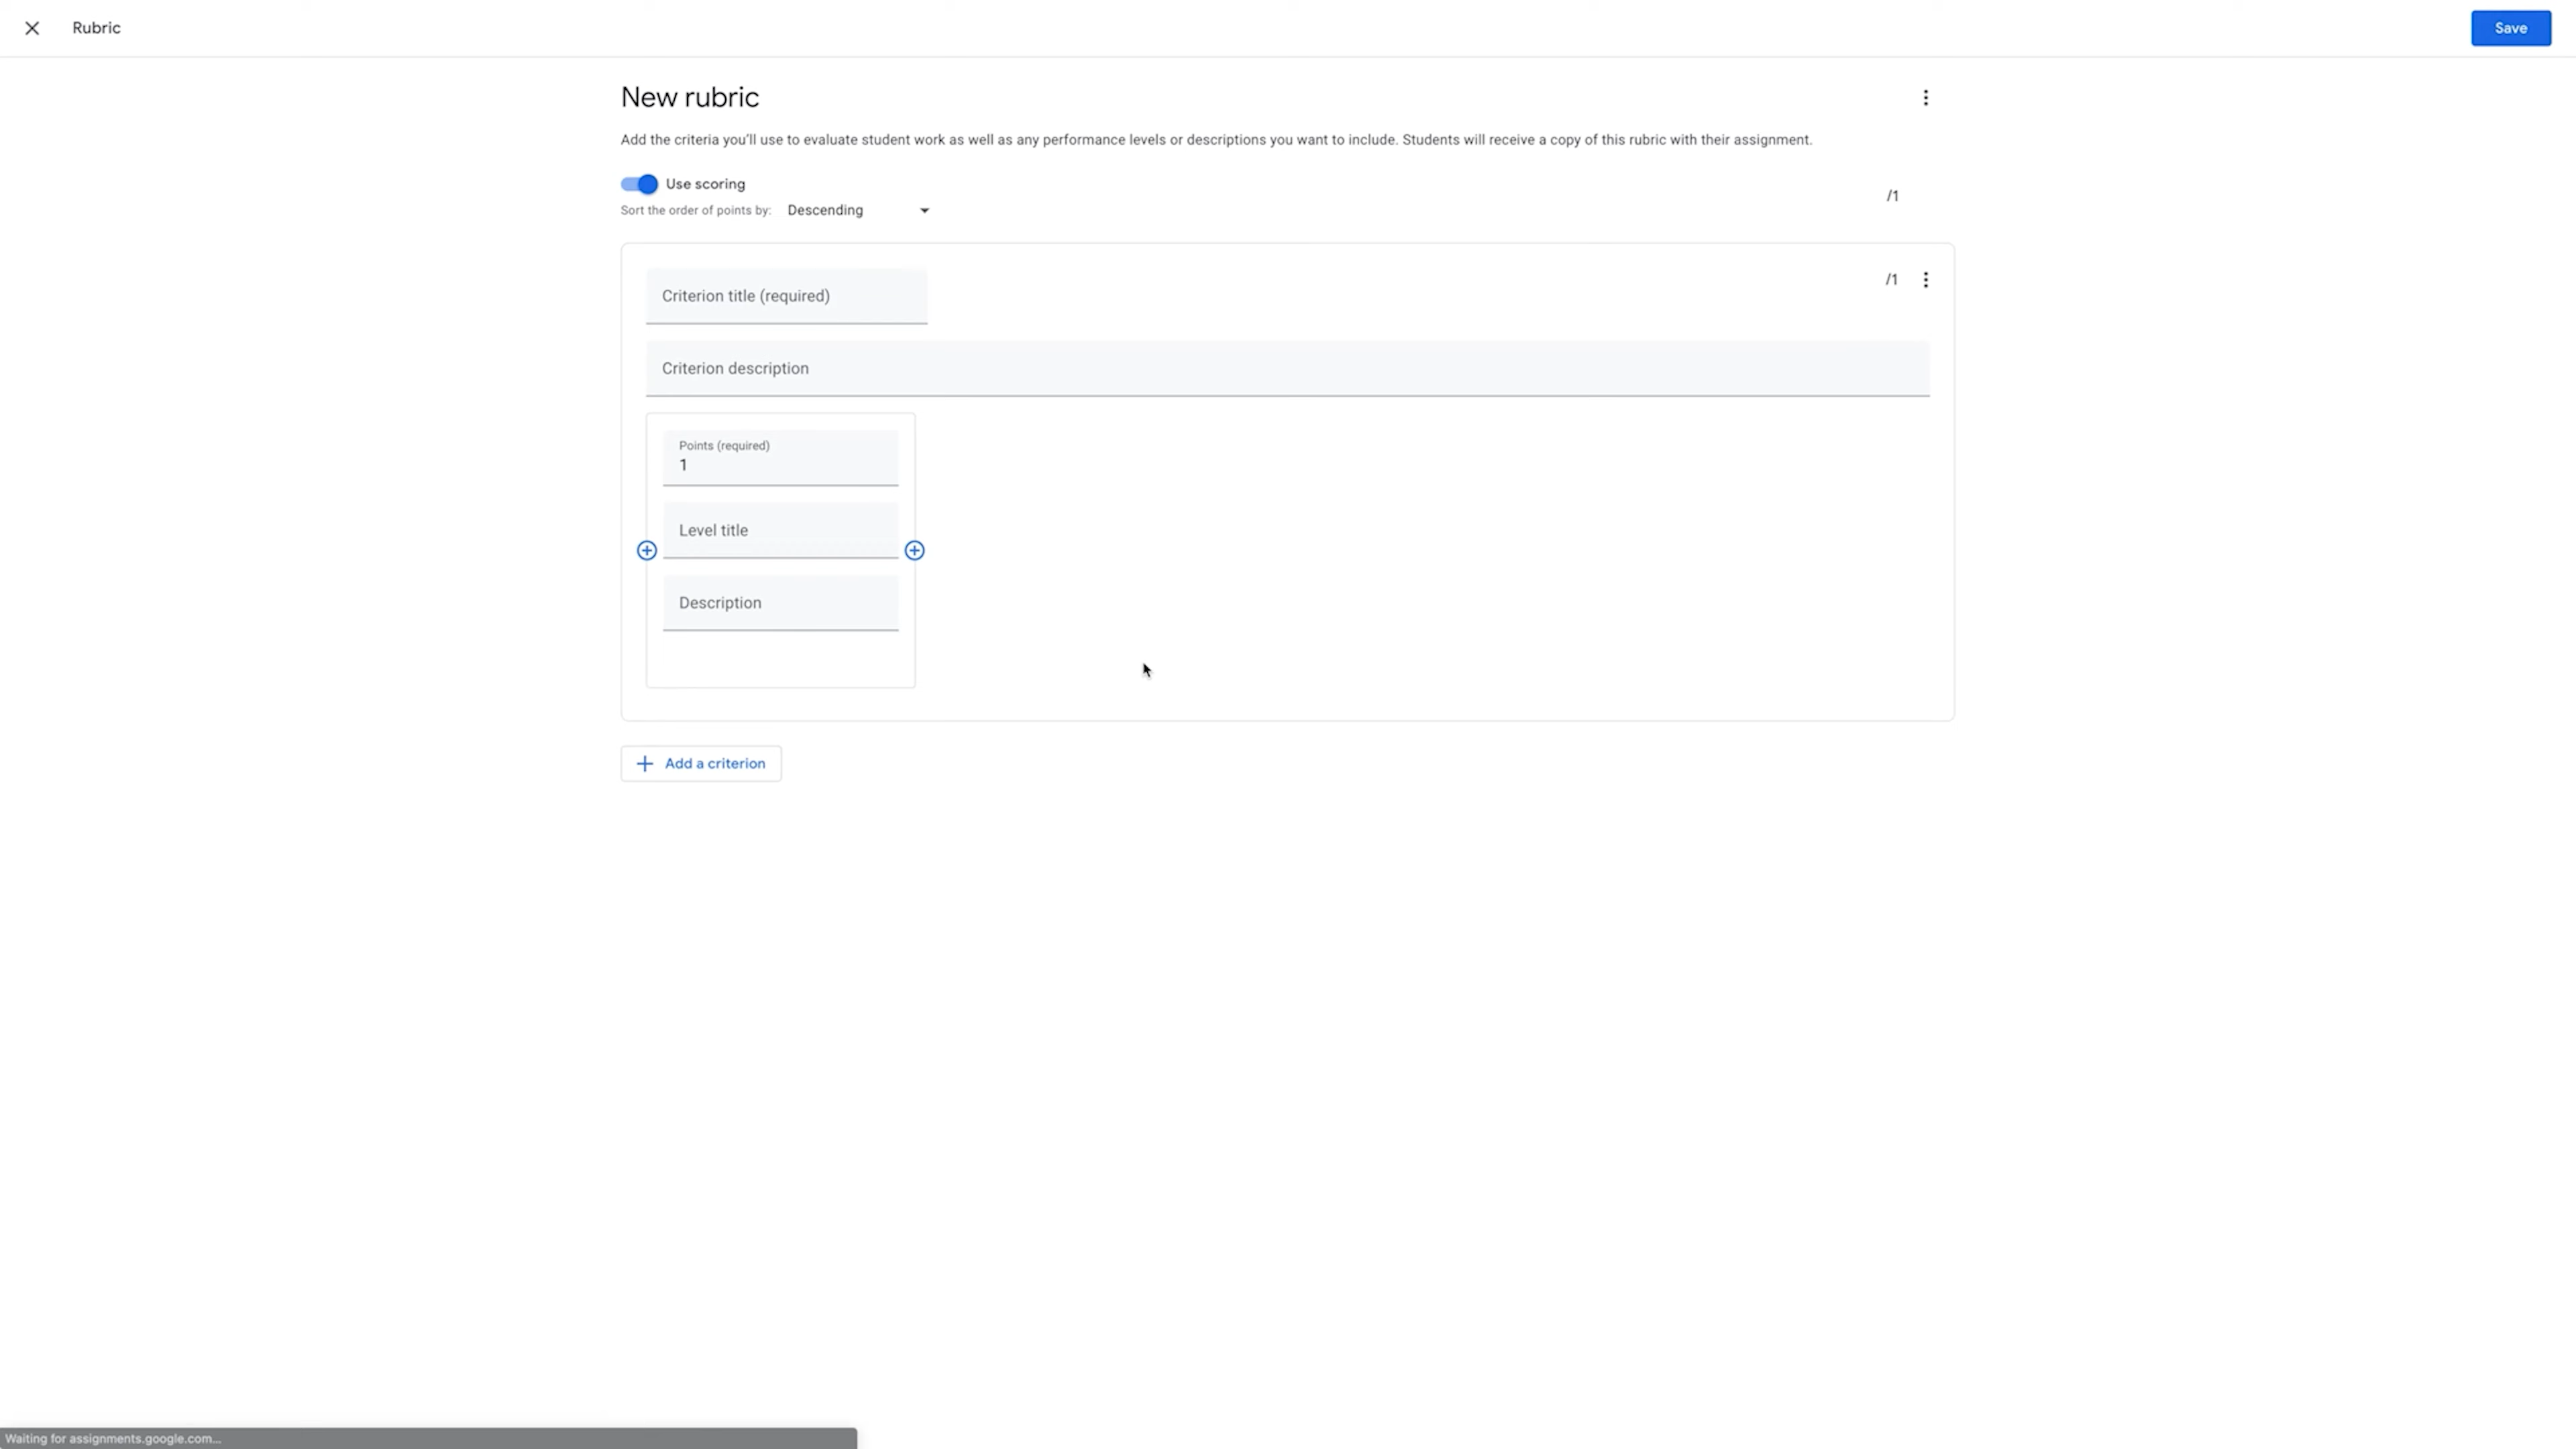 Rubric
Save
New rubric
Add the criteria you'll use to evaluate student work as well as any performance levels or descriptions you want to include. Students will receive a copy of this rubric with their assignment.
Use scoring
Sort the order of points by: Descending
/1
Criterion title (required)
/1
Criterion description
Points (required)
1
Level title
Description
Add a criterion
Waiting for assignments.google.com...